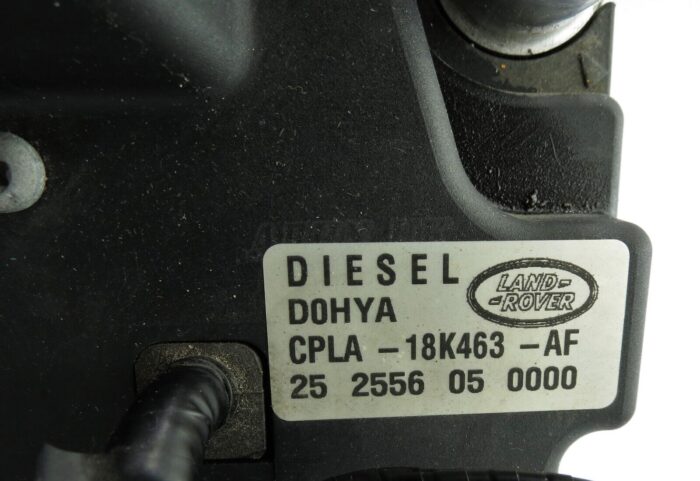 DIESEL
LAND-
-ROVER
D0HYA
CPLA -18K463 -AF
25 2556 05 0000